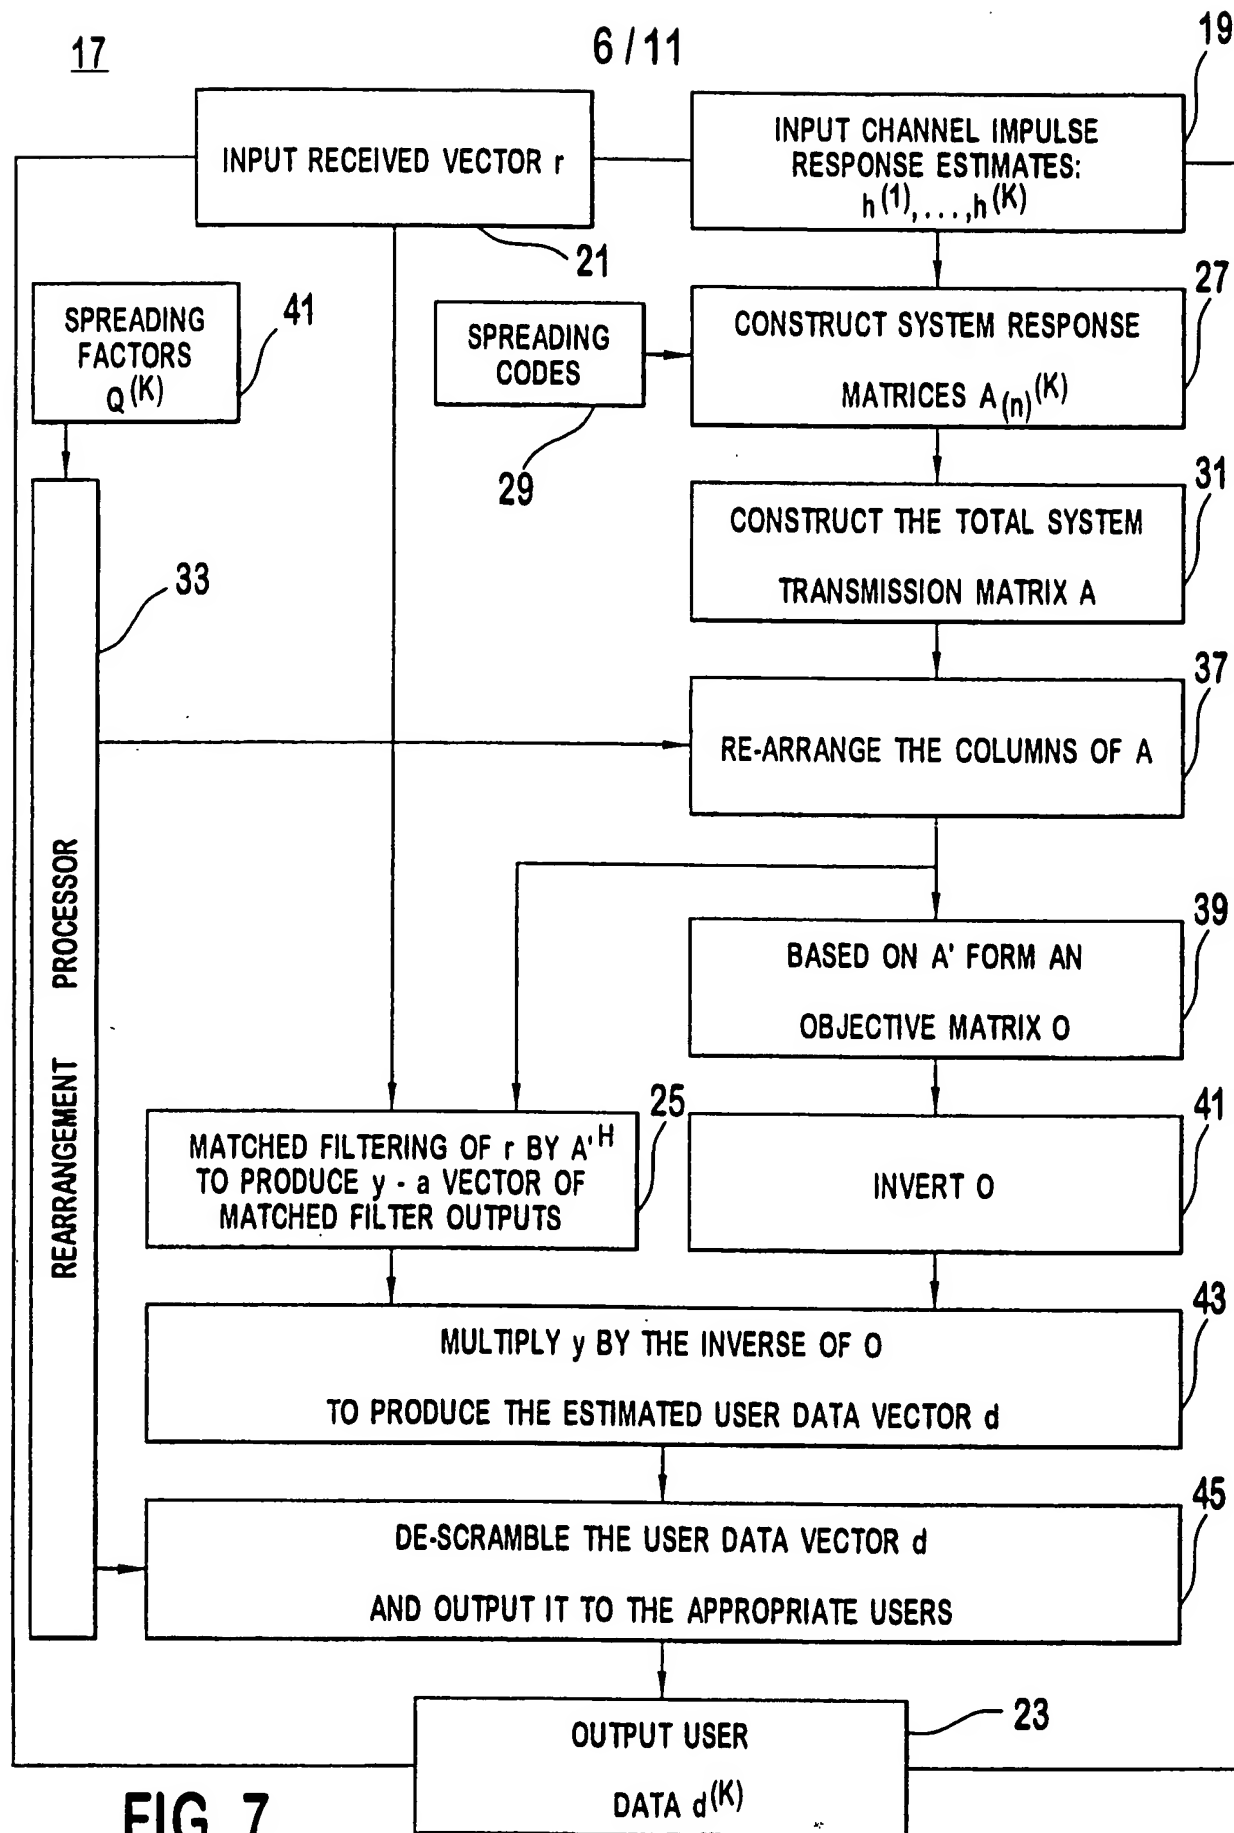 17
6 / 11
19
INPUT RECEIVED VECTOR r
21
INPUT CHANNEL IMPULSE
RESPONSE ESTIMATES:
h(1), . . . ,h(K)
SPREADING
FACTORS
Q(K)
41
SPREADING
CODES
29
CONSTRUCT SYSTEM RESPONSE
MATRICES A(n)(K)
27
CONSTRUCT THE TOTAL SYSTEM
TRANSMISSION MATRIX A
31
33
REARRANGEMENT PROCESSOR
RE-ARRANGE THE COLUMNS OF A
37
BASED ON A' FORM AN
OBJECTIVE MATRIX O
39
MATCHED FILTERING OF r BY A'H
TO PRODUCE y - a VECTOR OF
MATCHED FILTER OUTPUTS
25
INVERT O
41
MULTIPLY y BY THE INVERSE OF O
TO PRODUCE THE ESTIMATED USER DATA VECTOR d
43
DE-SCRAMBLE THE USER DATA VECTOR d
AND OUTPUT IT TO THE APPROPRIATE USERS
45
OUTPUT USER
DATA d(K)
23
FIG. 7